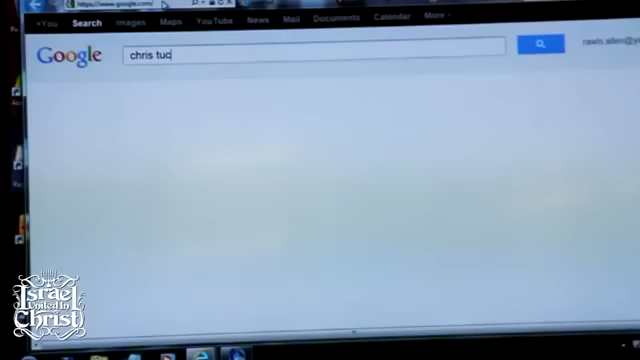 https://www.google.com/
+You Search Images Maps YouTube News Mail Documents Calendar More
Google chris tuc
Israel
United In
Christ